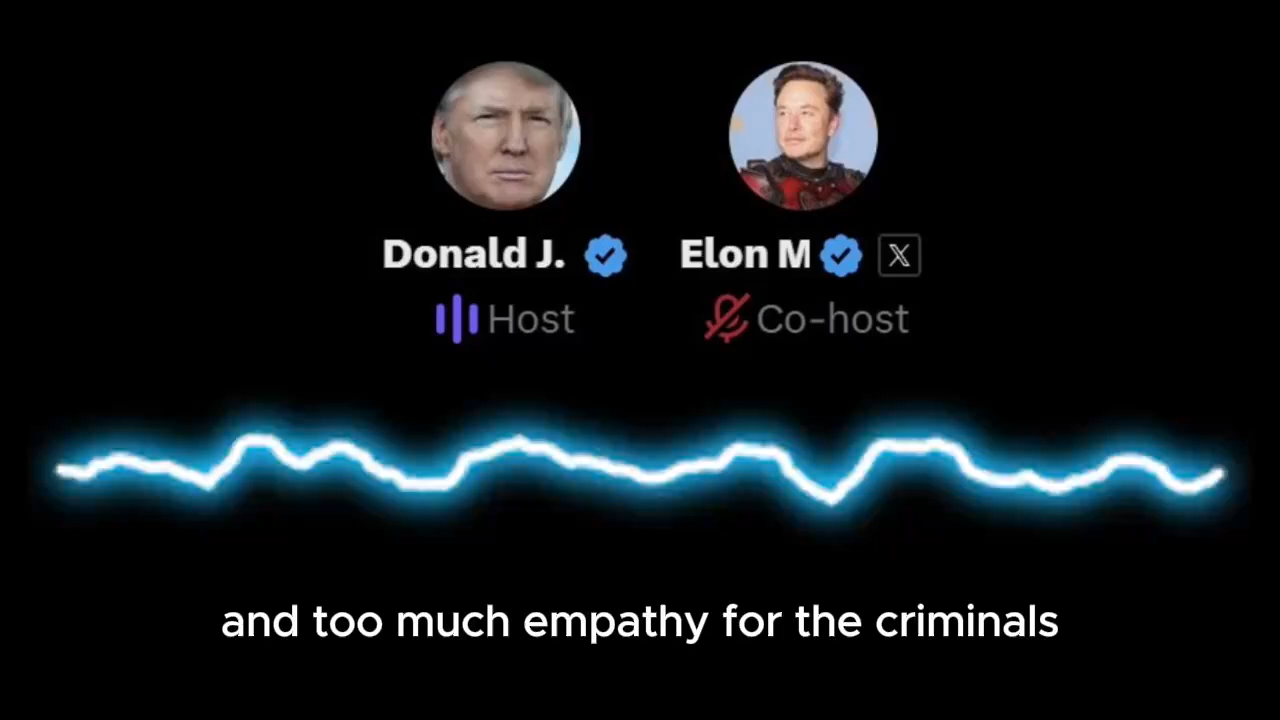 Donald J.
Elon M X
Host
Co-host
and too much empathy for the criminals